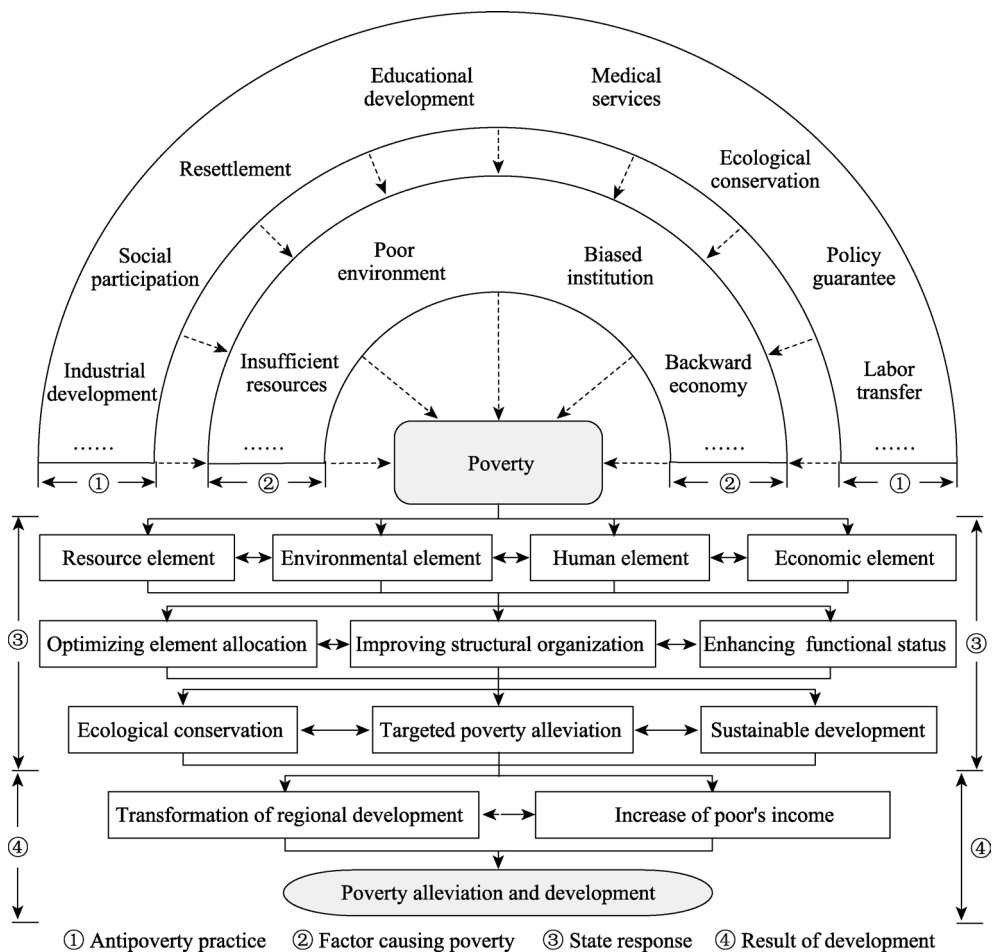 Educational
development
Medical
services
Resettlement
Ecological
conservation
Social
participation
Poor
environment
Biased
institution
Policy
guarantee
Industrial
development
Insufficient
resources
Backward
economy
Labor
transfer
......
......
......
......
Poverty
①
②
②
①
Resource element
Environmental element
Human element
Economic element
③
Optimizing element allocation
Improving structural organization
Enhancing functional status
③
Ecological conservation
Targeted poverty alleviation
Sustainable development
Transformation of regional development
Increase of poor's income
④
④
Poverty alleviation and development
① Antipoverty practice ② Factor causing poverty ③ State response ④ Result of development